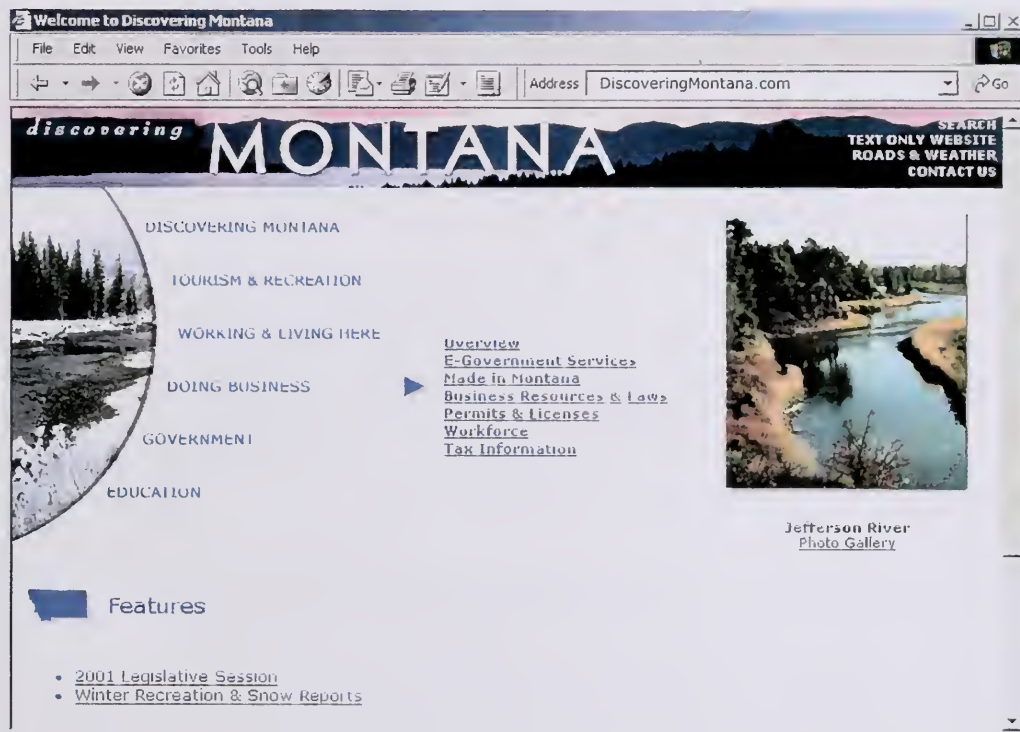 Welcome to Discovering Montana
File Edit View Favorites Tools Help
Address DiscoveringMontana.com Go
discovering MONTANA
SEARCH
TEXT ONLY WEBSITE
ROADS & WEATHER
CONTACT US
DISCOVERING MONTANA
TOURISM & RECREATION
WORKING & LIVING HERE
DOING BUSINESS
GOVERNMENT
EDUCATION
Overview
E-Government Services
Made in Montana
Business Resources & Laws
Permits & Licenses
Workforce
Tax Information
Jefferson River
Photo Gallery
Features
• 2001 Legislative Session
• Winter Recreation & Snow Reports